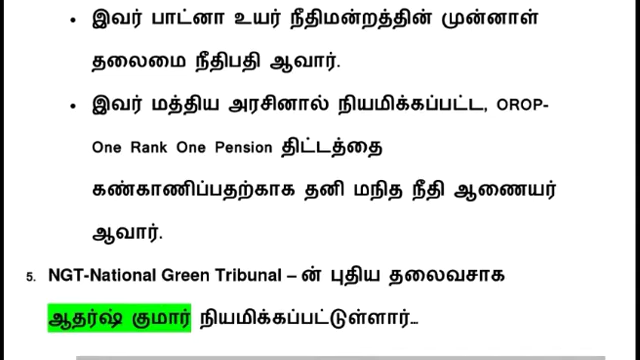 • இவர் பாட்னா உயர் நீதிமன்றத்தின் முன்னாள்
தலைமை நீதிபதி ஆவார்.
• இவர் மத்திய அரசினால் நியமிக்கப்பட்ட, OROP-
One Rank One Pension திட்டத்தை
கண்காணிப்பதற்காக தனி மநித நீதி ஆணையர்
ஆவார்.
5. NGT-National Green Tribunal – ன் புதிய தலைவசாக
ஆதர்ஷ் குமார் நியமிக்கப்பட்டுள்ளார்...